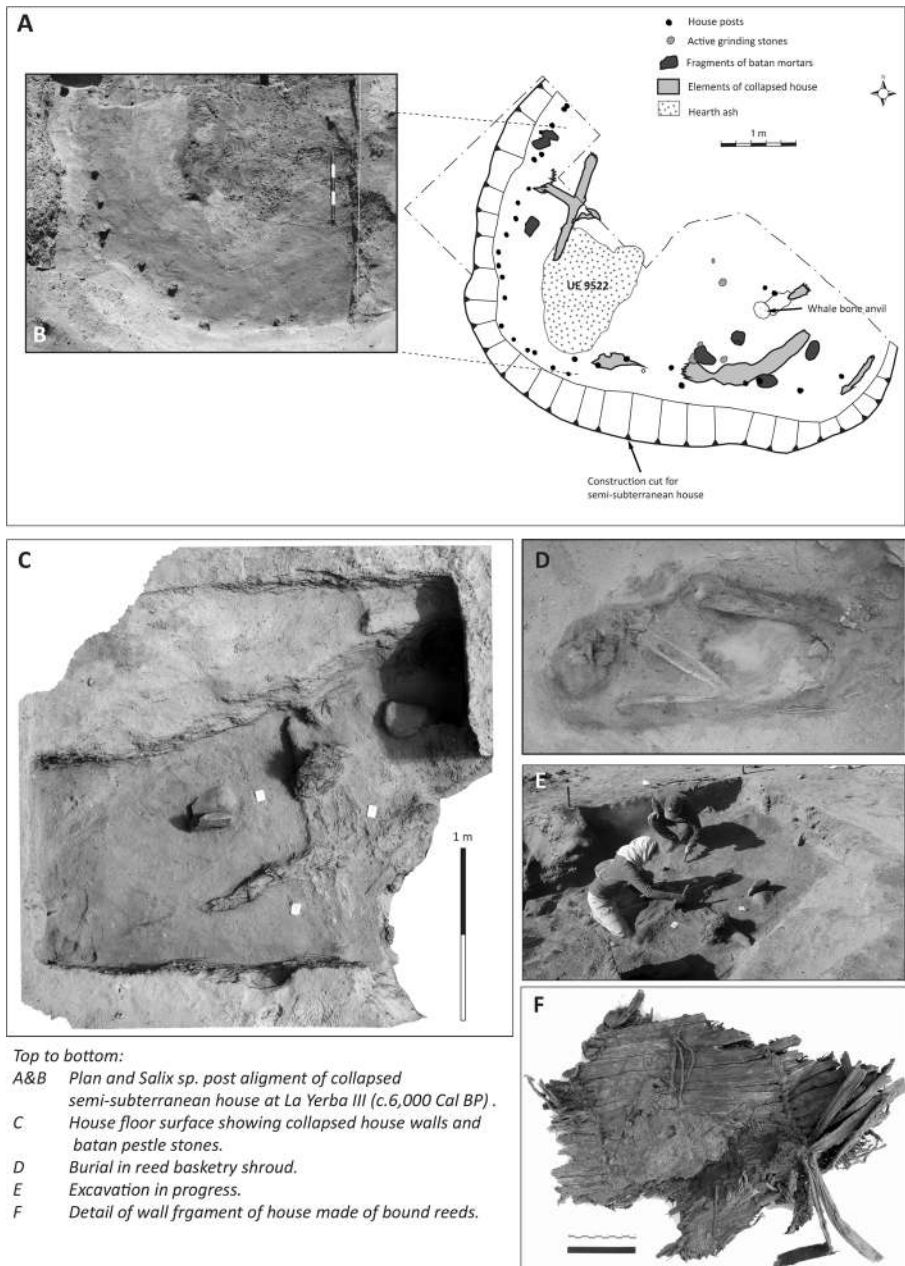 A
House posts
Active grinding stones
Fragments of batan mortars
Elements of collapsed house
Hearth ash
N
1 m
B
UE 9522
Whale bone anvil
Construction cut for
semi-subterranean house
C
1 m
D
E
F
Top to bottom:
A&B Plan and Salix sp. post aligment of collapsed
semi-subterranean house at La Yerba III (c.6,000 Cal BP) .
C House floor surface showing collapsed house walls and
batan pestle stones.
D Burial in reed basketry shroud.
E Excavation in progress.
F Detail of wall frgament of house made of bound reeds.